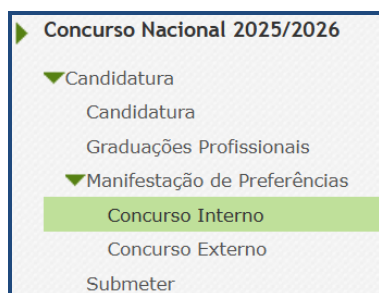 Concurso Nacional 2025/2026
Candidatura
Candidatura
Graduações Profissionais
Manifestação de Preferências
Concurso Interno
Concurso Externo
Submeter